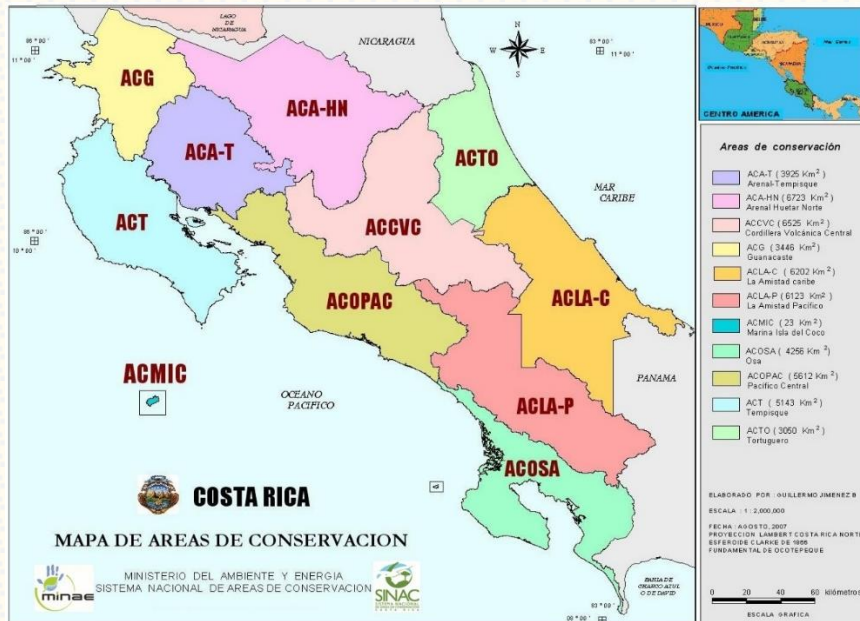 LAGO
DE
NICARAGUA
NICARAGUA
N
W
E
S
ACG
ACA-HN
ACA-T
ACTO
ACT
ACCVC
MAR
CARIBE
ACOPAC
ACLA-C
ACMIC
OCEANO
PACIFICO
PANAMA
ACLA-P
ACOSA
COSTA RICA
MAPA DE AREAS DE CONSERVACION
MINISTERIO DEL AMBIENTE Y ENERGIA
SISTEMA NACIONAL DE AREAS DE CONSERVACION
minae
SINAC
CENTRO AMERICA
Areas de conservación
ACA-T (3925 Km²)
Arenal-Tempisque
ACA-HN (6723 Km²)
Arenal Huetar Norte
ACCVC (6525 Km²)
Cordillera Volcánica Central
ACG (3446 Km²)
Guanacaste
ACLA-C (6202 Km²)
La Amistad caribe
ACLA-P (6123 Km²)
La Amistad Pacífico
ACMIC (23 Km²)
Marina Isla del Coco
ACOSA (4256 Km²)
Osa
ACOPAC (5612 Km²)
Pacífico Central
ACT (5143 Km²)
Tempisque
ACTO (3050 Km²)
Tortuguero
ELABORADO POR : GUILLERMO JIMENEZ B
ESCALA : 1 : 2,000,000
FECHA : AGOSTO, 2007
PROYECCION LAMBERT COSTA RICA NORTE
ESFEROIDE CLARKE DE
FUNDAMENTAL DE OCOTEPEQUE
0 20 40 60 kilómetros
ESCALA GRAFICA
BAHIA DE
CHARCO AZUL
O DE DAVID